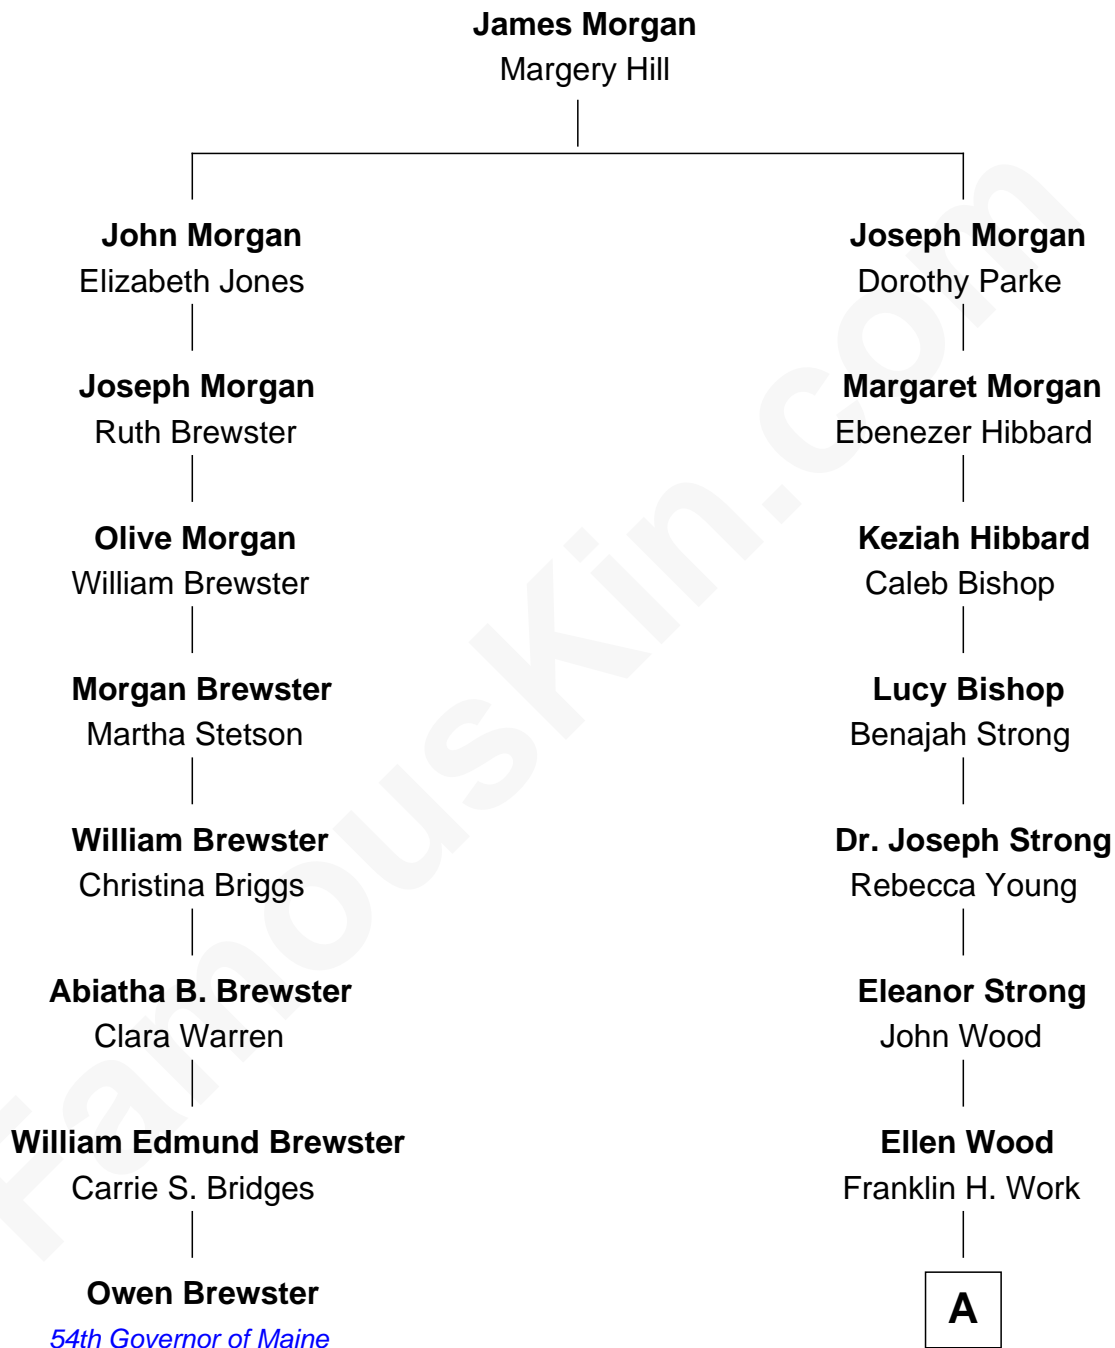 James Morgan
Margery Hill
John Morgan
Elizabeth Jones
Joseph Morgan
Ruth Brewster
Olive Morgan
William Brewster
Morgan Brewster
Martha Stetson
William Brewster
Christina Briggs
Abiatha B. Brewster
Clara Warren
William Edmund Brewster
Carrie S. Bridges
Owen Brewster
54th Governor of Maine
Joseph Morgan
Dorothy Parke
Margaret Morgan
Ebenezer Hibbard
Keziah Hibbard
Caleb Bishop
Lucy Bishop
Benajah Strong
Dr. Joseph Strong
Rebecca Young
Eleanor Strong
John Wood
Ellen Wood
Franklin H. Work
A
FamousKin.com